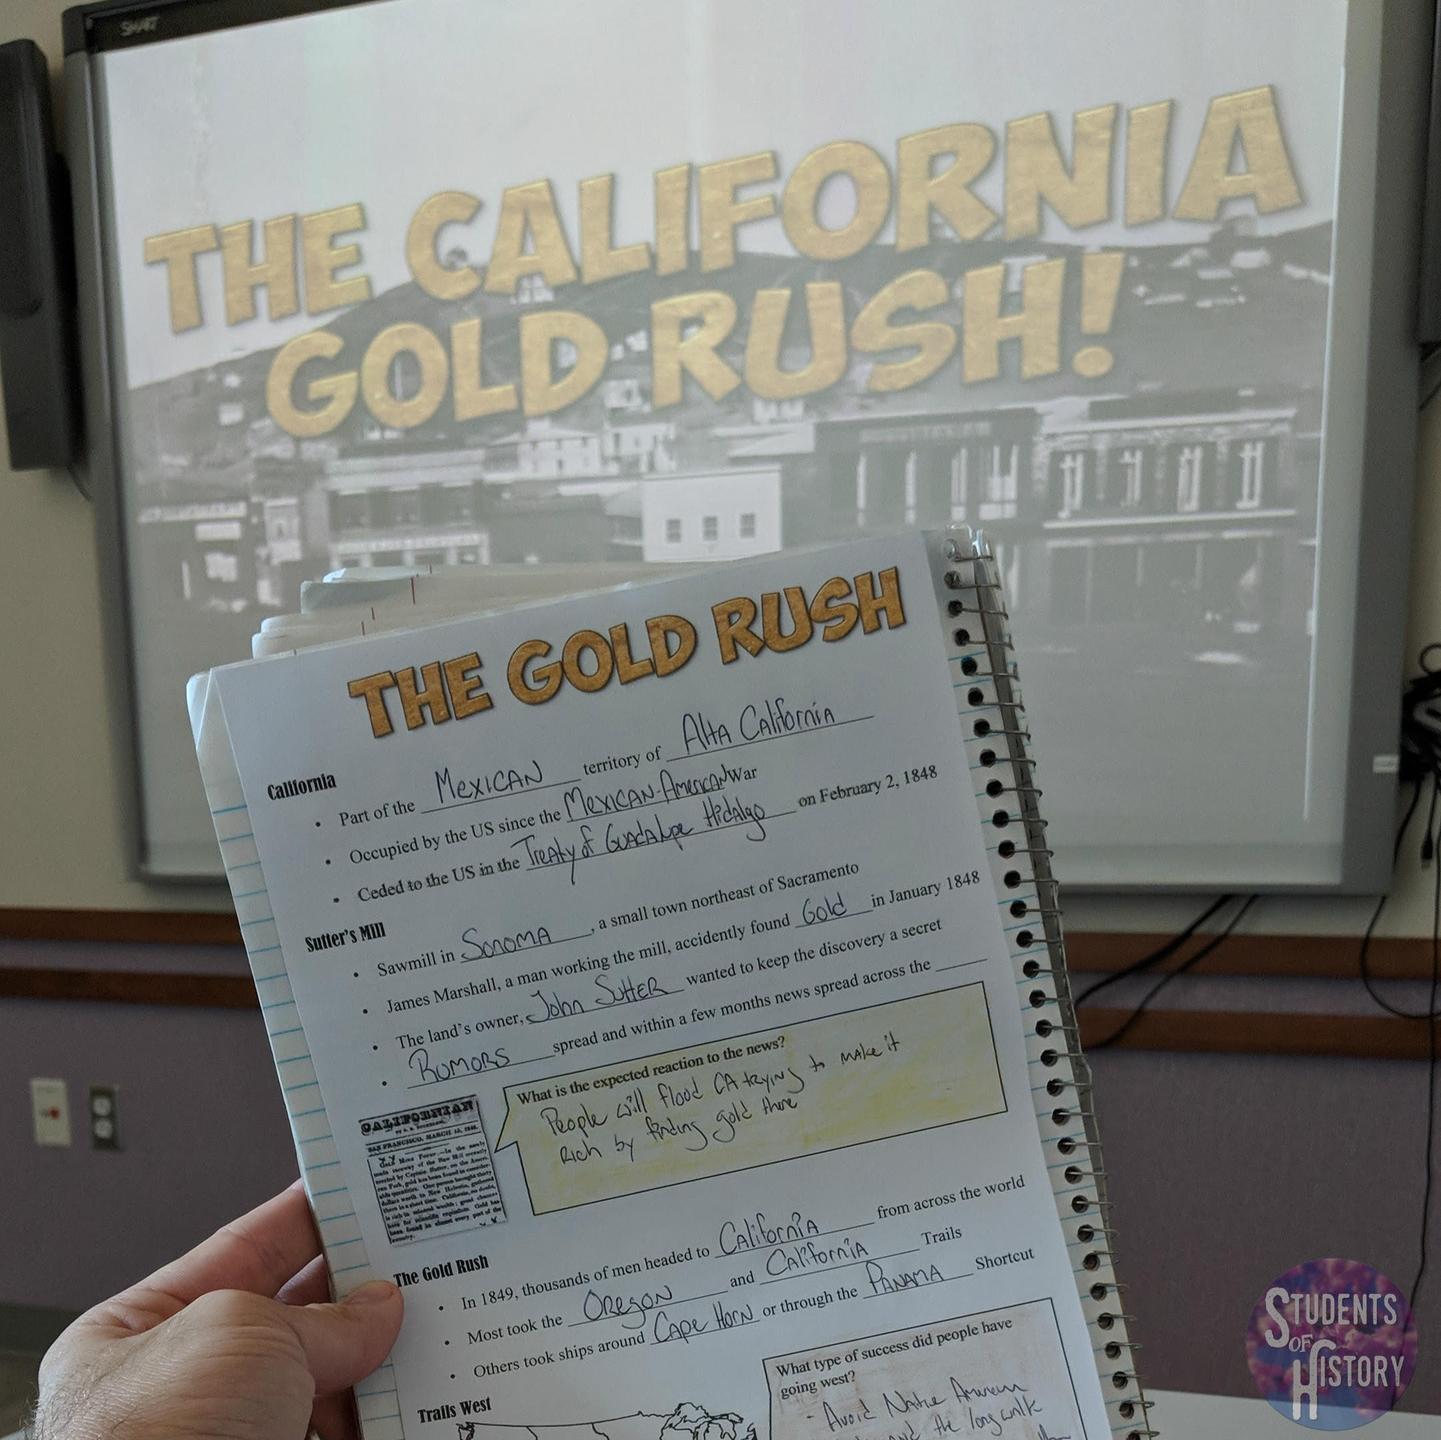 SMART
THE CALIFORNIA
GOLD RUSH!
THE GOLD RUSH
California
• Part of the MEXICAN territory of Alta California
• Occupied by the US since the MEXICAN-AMERICAN War
• Ceded to the US in the Treaty of Guadalupe Hidalgo on February 2, 1848
Sutter's Mill
• Sawmill in Sonoma, a small town northeast of Sacramento
• James Marshall, a man working the mill, accidently found Gold in January 1848
• The land's owner, John Sutter wanted to keep the discovery a secret
• Rumors spread and within a few months news spread across the ______
What is the expected reaction to the news?
People will flood CA trying to make it
rich by finding gold there
CALIFORNIAN
SAN FRANCISCO, MARCH 15, 1848.
The Gold Rush
• In 1849, thousands of men headed to California from across the world
• Most took the Oregon and California Trails
• Others took ships around Cape Horn or through the Panama Shortcut
Trails West
What type of success did people have
going west?
- Avoid Native American
and the long walk
STUDENTS
OF
HISTORY